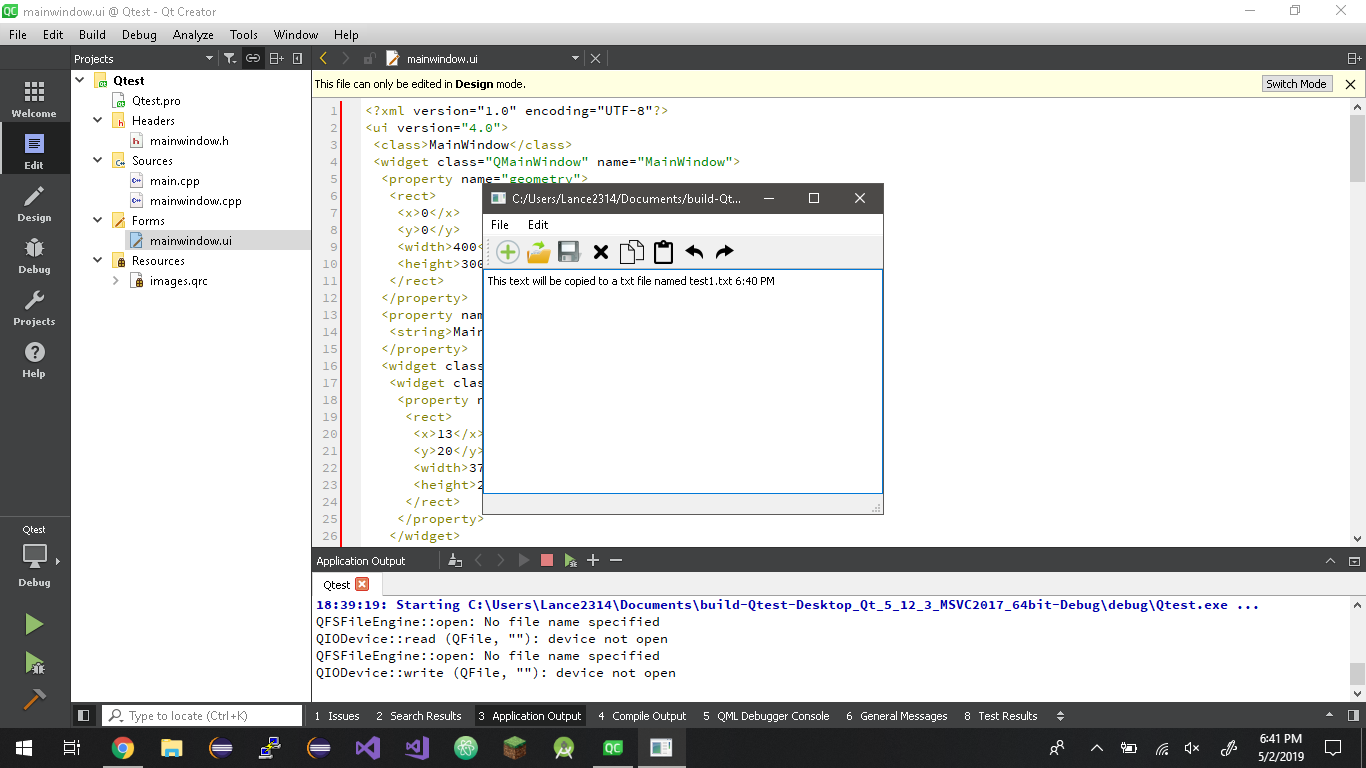 mainwindow.ui @ Qtest - Qt Creator
File Edit Build Debug Analyze Tools Window Help
Projects
mainwindow.ui
This file can only be edited in Design mode.
Switch Mode
Welcome
Edit
Design
Debug
Projects
Help
Qtest
Debug
Qtest
Qtest.pro
Headers
mainwindow.h
Sources
main.cpp
mainwindow.cpp
Forms
mainwindow.ui
Resources
images.qrc
1 <?xml version="1.0" encoding="UTF-8"?>
2 <ui version="4.0">
3 <class>MainWindow</class>
4 <widget class="QMainWindow" name="MainWindow">
5 <property name="geometry">
6 <rect>
7 <x>0</x>
8 <y>0</y>
9 <width>400<
10 <height>300
11 </rect>
12 </property>
13 <property nam
14 <string>Main
15 </property>
16 <widget class
17 <widget clas
18 <property n
19 <rect>
20 <x>13</x>
21 <y>20</y>
22 <width>37
23 <height>2
24 </rect>
25 </property>
26 </widget>
C:/Users/Lance2314/Documents/build-Qt...
File Edit
This text will be copied to a txt file named test1.txt 6:40 PM
Application Output
Qtest
18:39:19: Starting C:\Users\Lance2314\Documents\build-Qtest-Desktop_Qt_5_12_3_MSVC2017_64bit-Debug\debug\Qtest.exe ...
QFSFileEngine::open: No file name specified
QIODevice::read (QFile, ""): device not open
QFSFileEngine::open: No file name specified
QIODevice::write (QFile, ""): device not open
Type to locate (Ctrl+K)
1 Issues 2 Search Results 3 Application Output 4 Compile Output 5 QML Debugger Console 6 General Messages 8 Test Results
6:41 PM
5/2/2019